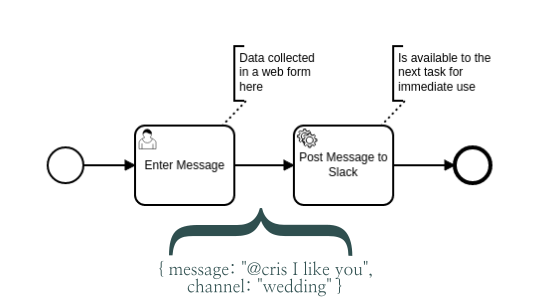 Data collected
in a web form
here
Is available to the
next task for
immediate use
Enter Message
Post Message to
Slack
{ message: "@cris I like you",
channel: "wedding" }